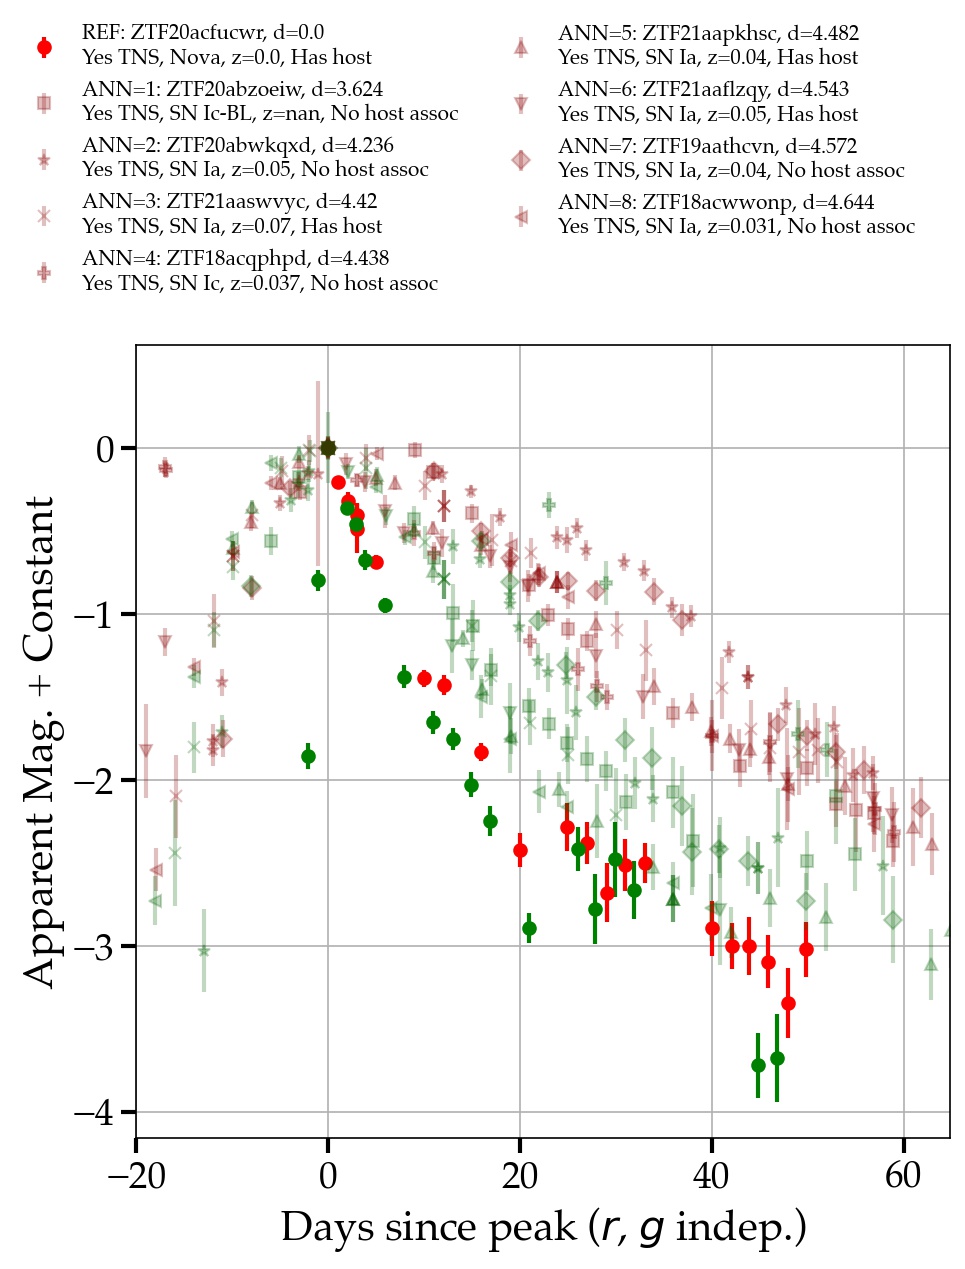 REF: ZTF20acfucwr, d=0.0
Yes TNS, Nova, z=0.0, Has host
ANN=1: ZTF20abzoeiw, d=3.624
Yes TNS, SN Ic-BL, z=nan, No host assoc
ANN=2: ZTF20abwkqxd, d=4.236
Yes TNS, SN Ia, z=0.05, No host assoc
ANN=3: ZTF21aaswvyc, d=4.42
Yes TNS, SN Ia, z=0.07, Has host
ANN=4: ZTF18acqphpd, d=4.438
Yes TNS, SN Ic, z=0.037, No host assoc
ANN=5: ZTF21aapkhsc, d=4.482
Yes TNS, SN Ia, z=0.04, Has host
ANN=6: ZTF21aaflzqy, d=4.543
Yes TNS, SN Ia, z=0.05, Has host
ANN=7: ZTF19aathcvn, d=4.572
Yes TNS, SN Ia, z=0.04, No host assoc
ANN=8: ZTF18acwwonp, d=4.644
Yes TNS, SN Ia, z=0.031, No host assoc
Apparent Mag. + Constant
0
−1
−2
−3
−4
−20 0 20 40 60
Days since peak (r, g indep.)